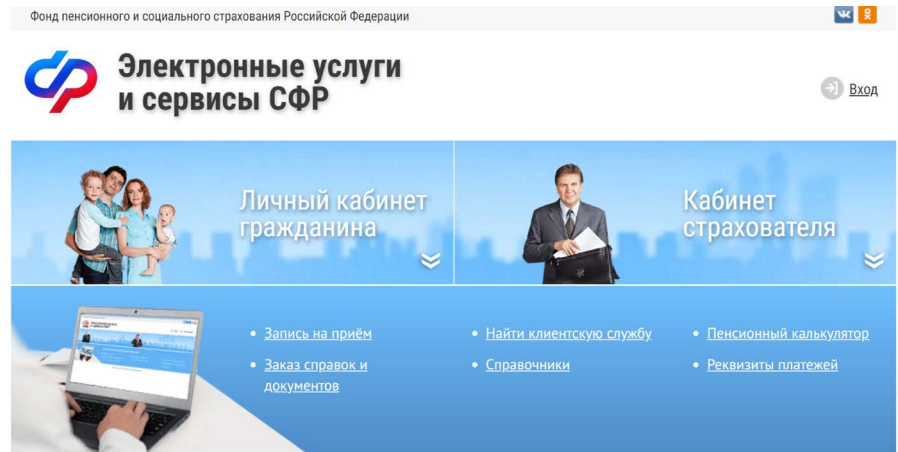 Фонд пенсионного и социального страхования Российской Федерации
Электронные услуги
и сервисы СФР
Вход
Личный кабинет
гражданина
Кабинет
страхователя
Запись на приём
Заказ справок и
документов
Найти клиентскую службу
Справочники
Пенсионный калькулятор
Реквизиты платежей